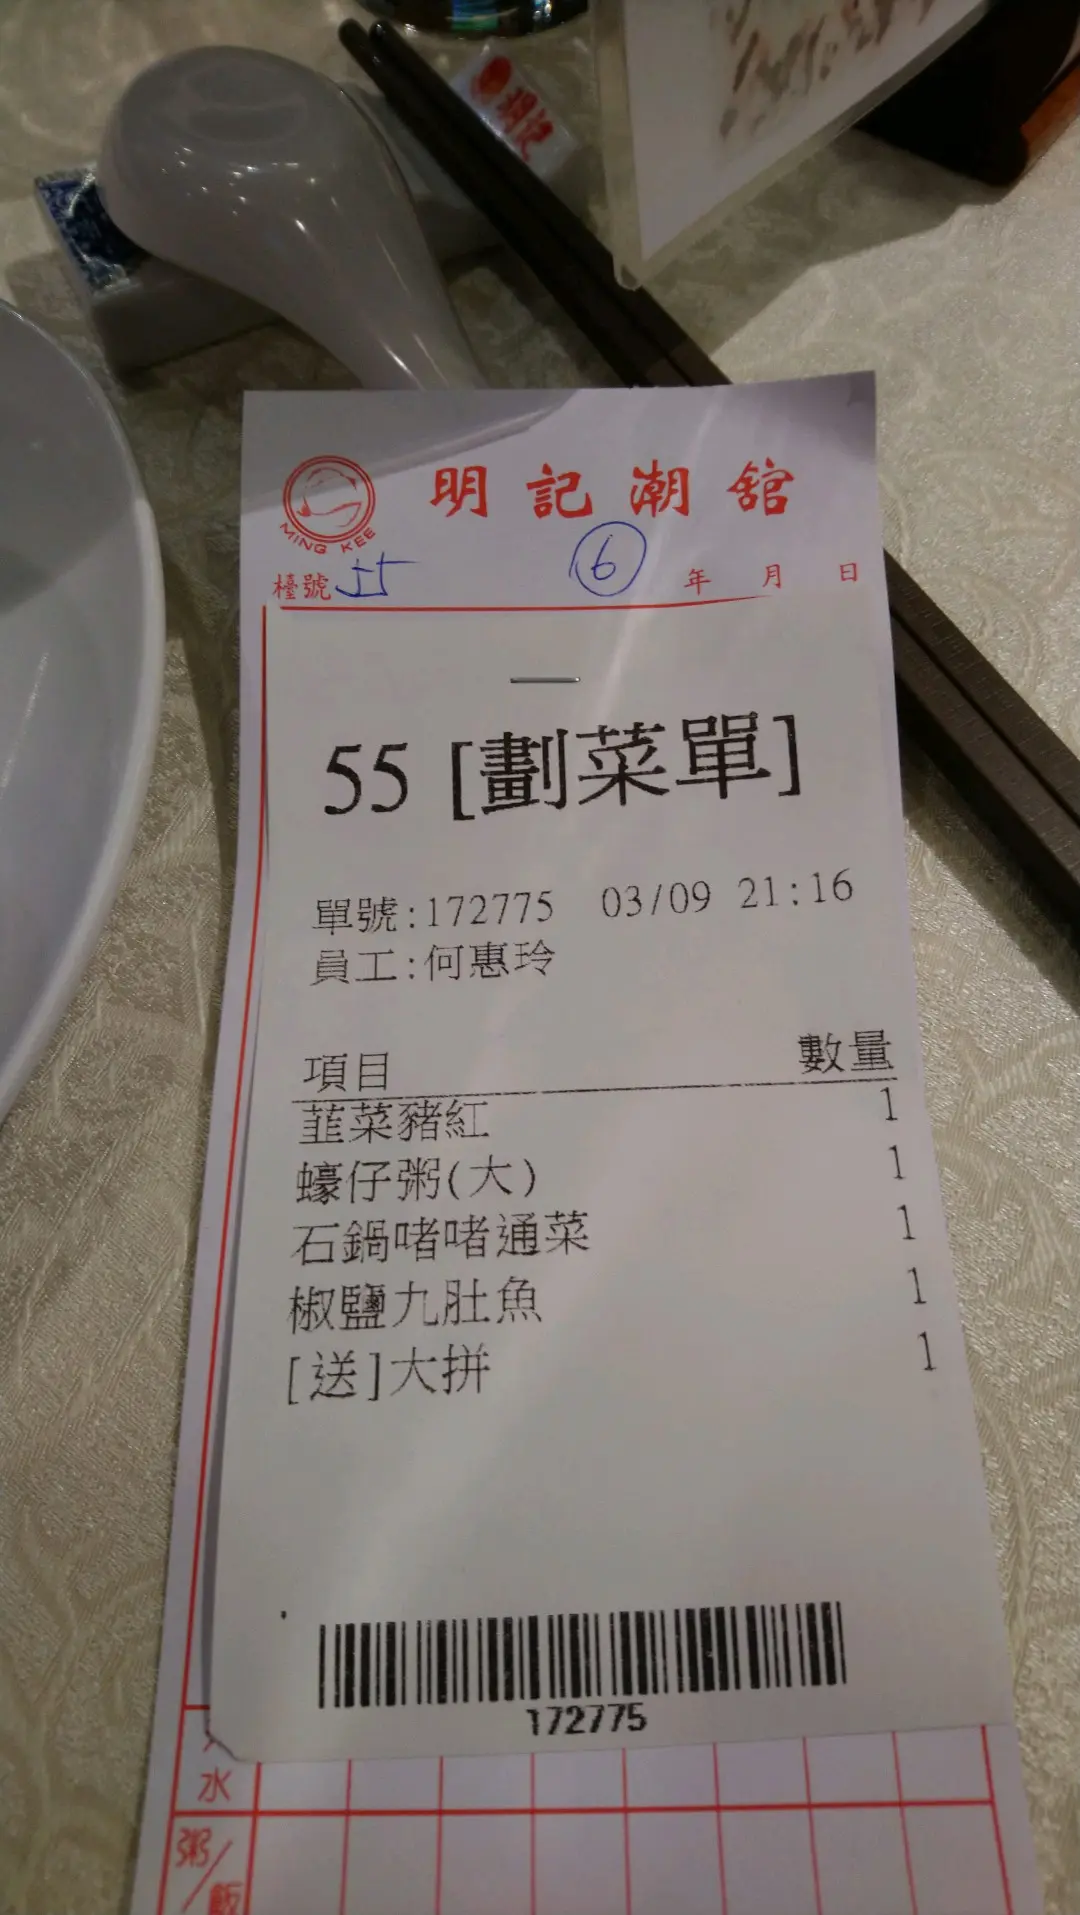 明記
明記潮舘
MING KEE
檯號 55 6 年 月 日
55 [劃菜單]
單號:172775 03/09 21:16
員工:何惠玲
項目 數量
韮菜豬紅 1
蠔仔粥(大) 1
石鍋啫啫通菜 1
椒鹽九肚魚 1
[送]大拼 1
172775
水
粥/飯